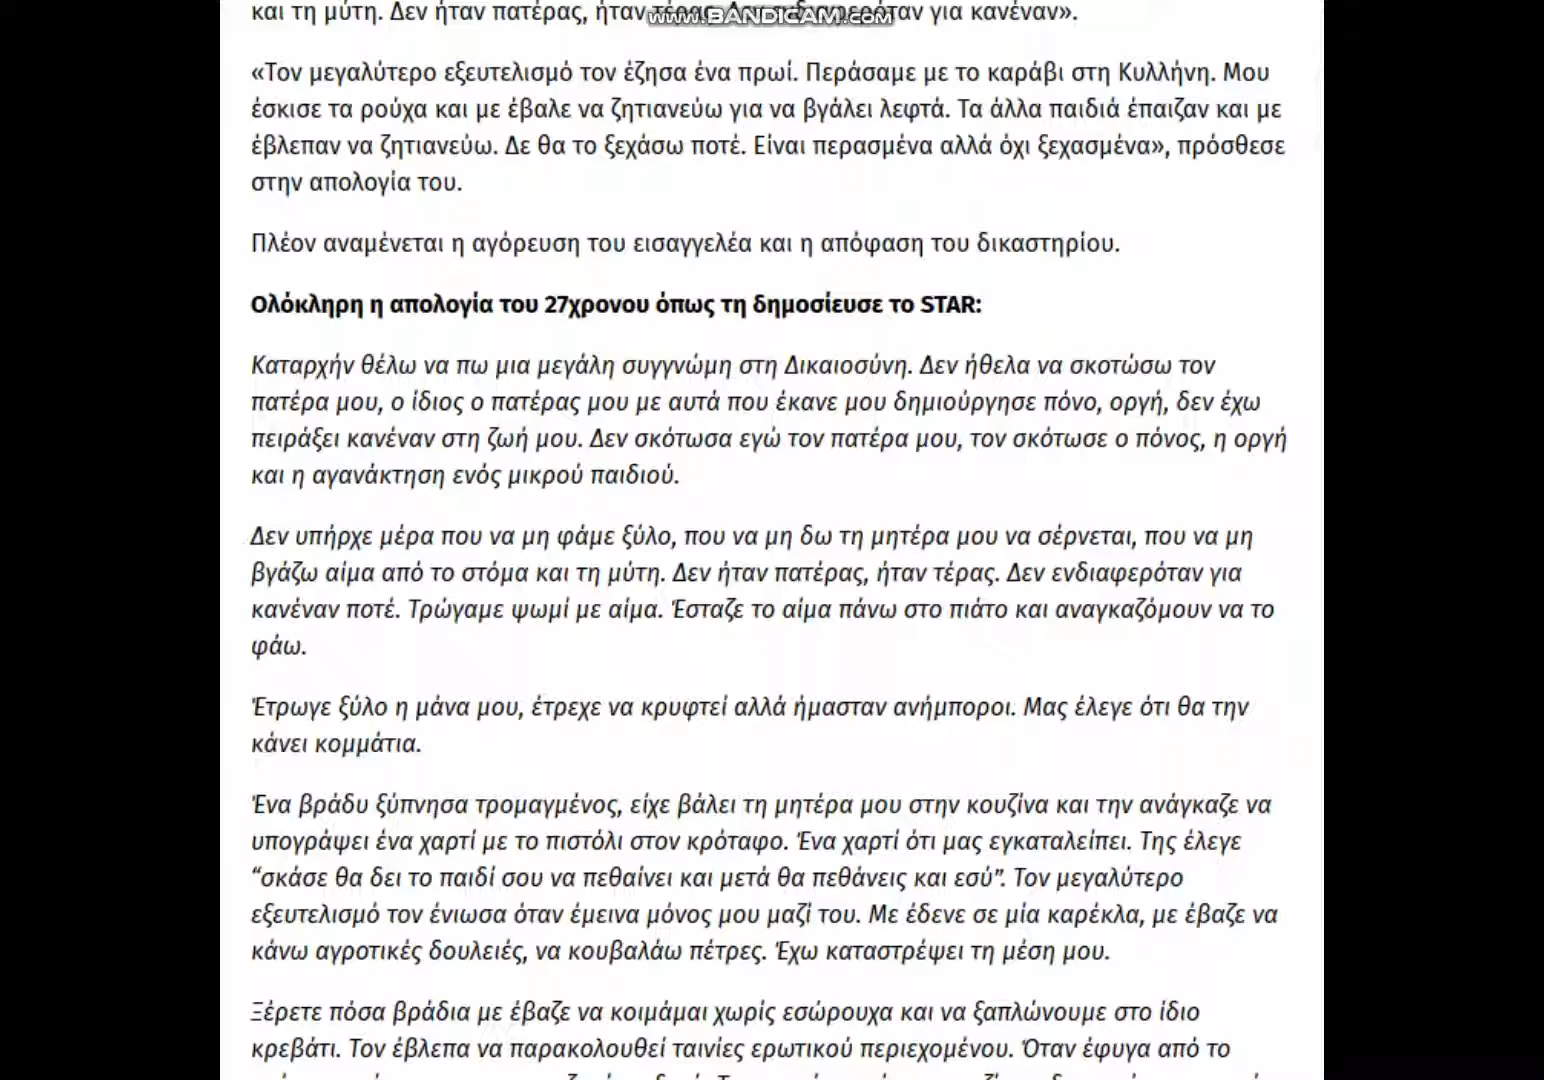 και τη μύτη. Δεν ήταν πατέρας, ήταν τέρας. Δεν ενδιαφερόταν για κανέναν».
www.BANDICAM.com
«Τον μεγαλύτερο εξευτελισμό τον έζησα ένα πρωί. Περάσαμε με το καράβι στη Κυλλήνη. Μου
έσκισε τα ρούχα και με έβαλε να ζητιανεύω για να βγάλει λεφτά. Τα άλλα παιδιά έπαιζαν και με
έβλεπαν να ζητιανεύω. Δε θα το ξεχάσω ποτέ. Είναι περασμένα αλλά όχι ξεχασμένα», πρόσθεσε
στην απολογία του.
Πλέον αναμένεται η αγόρευση του εισαγγελέα και η απόφαση του δικαστηρίου.
Ολόκληρη η απολογία του 27χρονου όπως τη δημοσίευσε το STAR:
Καταρχήν θέλω να πω μια μεγάλη συγγνώμη στη Δικαιοσύνη. Δεν ήθελα να σκοτώσω τον
πατέρα μου, ο ίδιος ο πατέρας μου με αυτά που έκανε μου δημιούργησε πόνο, οργή, δεν έχω
πειράξει κανέναν στη ζωή μου. Δεν σκότωσα εγώ τον πατέρα μου, τον σκότωσε ο πόνος, η οργή
και η αγανάκτηση ενός μικρού παιδιού.
Δεν υπήρχε μέρα που να μη φάμε ξύλο, που να μη δω τη μητέρα μου να σέρνεται, που να μη
βγάζω αίμα από το στόμα και τη μύτη. Δεν ήταν πατέρας, ήταν τέρας. Δεν ενδιαφερόταν για
κανέναν ποτέ. Τρώγαμε ψωμί με αίμα. Έσταζε το αίμα πάνω στο πιάτο και αναγκαζόμουν να το
φάω.
Έτρωγε ξύλο η μάνα μου, έτρεχε να κρυφτεί αλλά ήμασταν ανήμποροι. Μας έλεγε ότι θα την
κάνει κομμάτια.
Ένα βράδυ ξύπνησα τρομαγμένος, είχε βάλει τη μητέρα μου στην κουζίνα και την ανάγκαζε να
υπογράψει ένα χαρτί με το πιστόλι στον κρόταφο. Ένα χαρτί ότι μας εγκαταλείπει. Της έλεγε
“σκάσε θα δει το παιδί σου να πεθαίνει και μετά θα πεθάνεις και εσύ”. Τον μεγαλύτερο
εξευτελισμό τον ένιωσα όταν έμεινα μόνος μου μαζί του. Με έδενε σε μία καρέκλα, με έβαζε να
κάνω αγροτικές δουλειές, να κουβαλάω πέτρες. Έχω καταστρέψει τη μέση μου.
Ξέρετε πόσα βράδια με έβαζε να κοιμάμαι χωρίς εσώρουχα και να ξαπλώνουμε στο ίδιο
κρεβάτι. Τον έβλεπα να παρακολουθεί ταινίες ερωτικού περιεχομένου. Όταν έφυγα από το